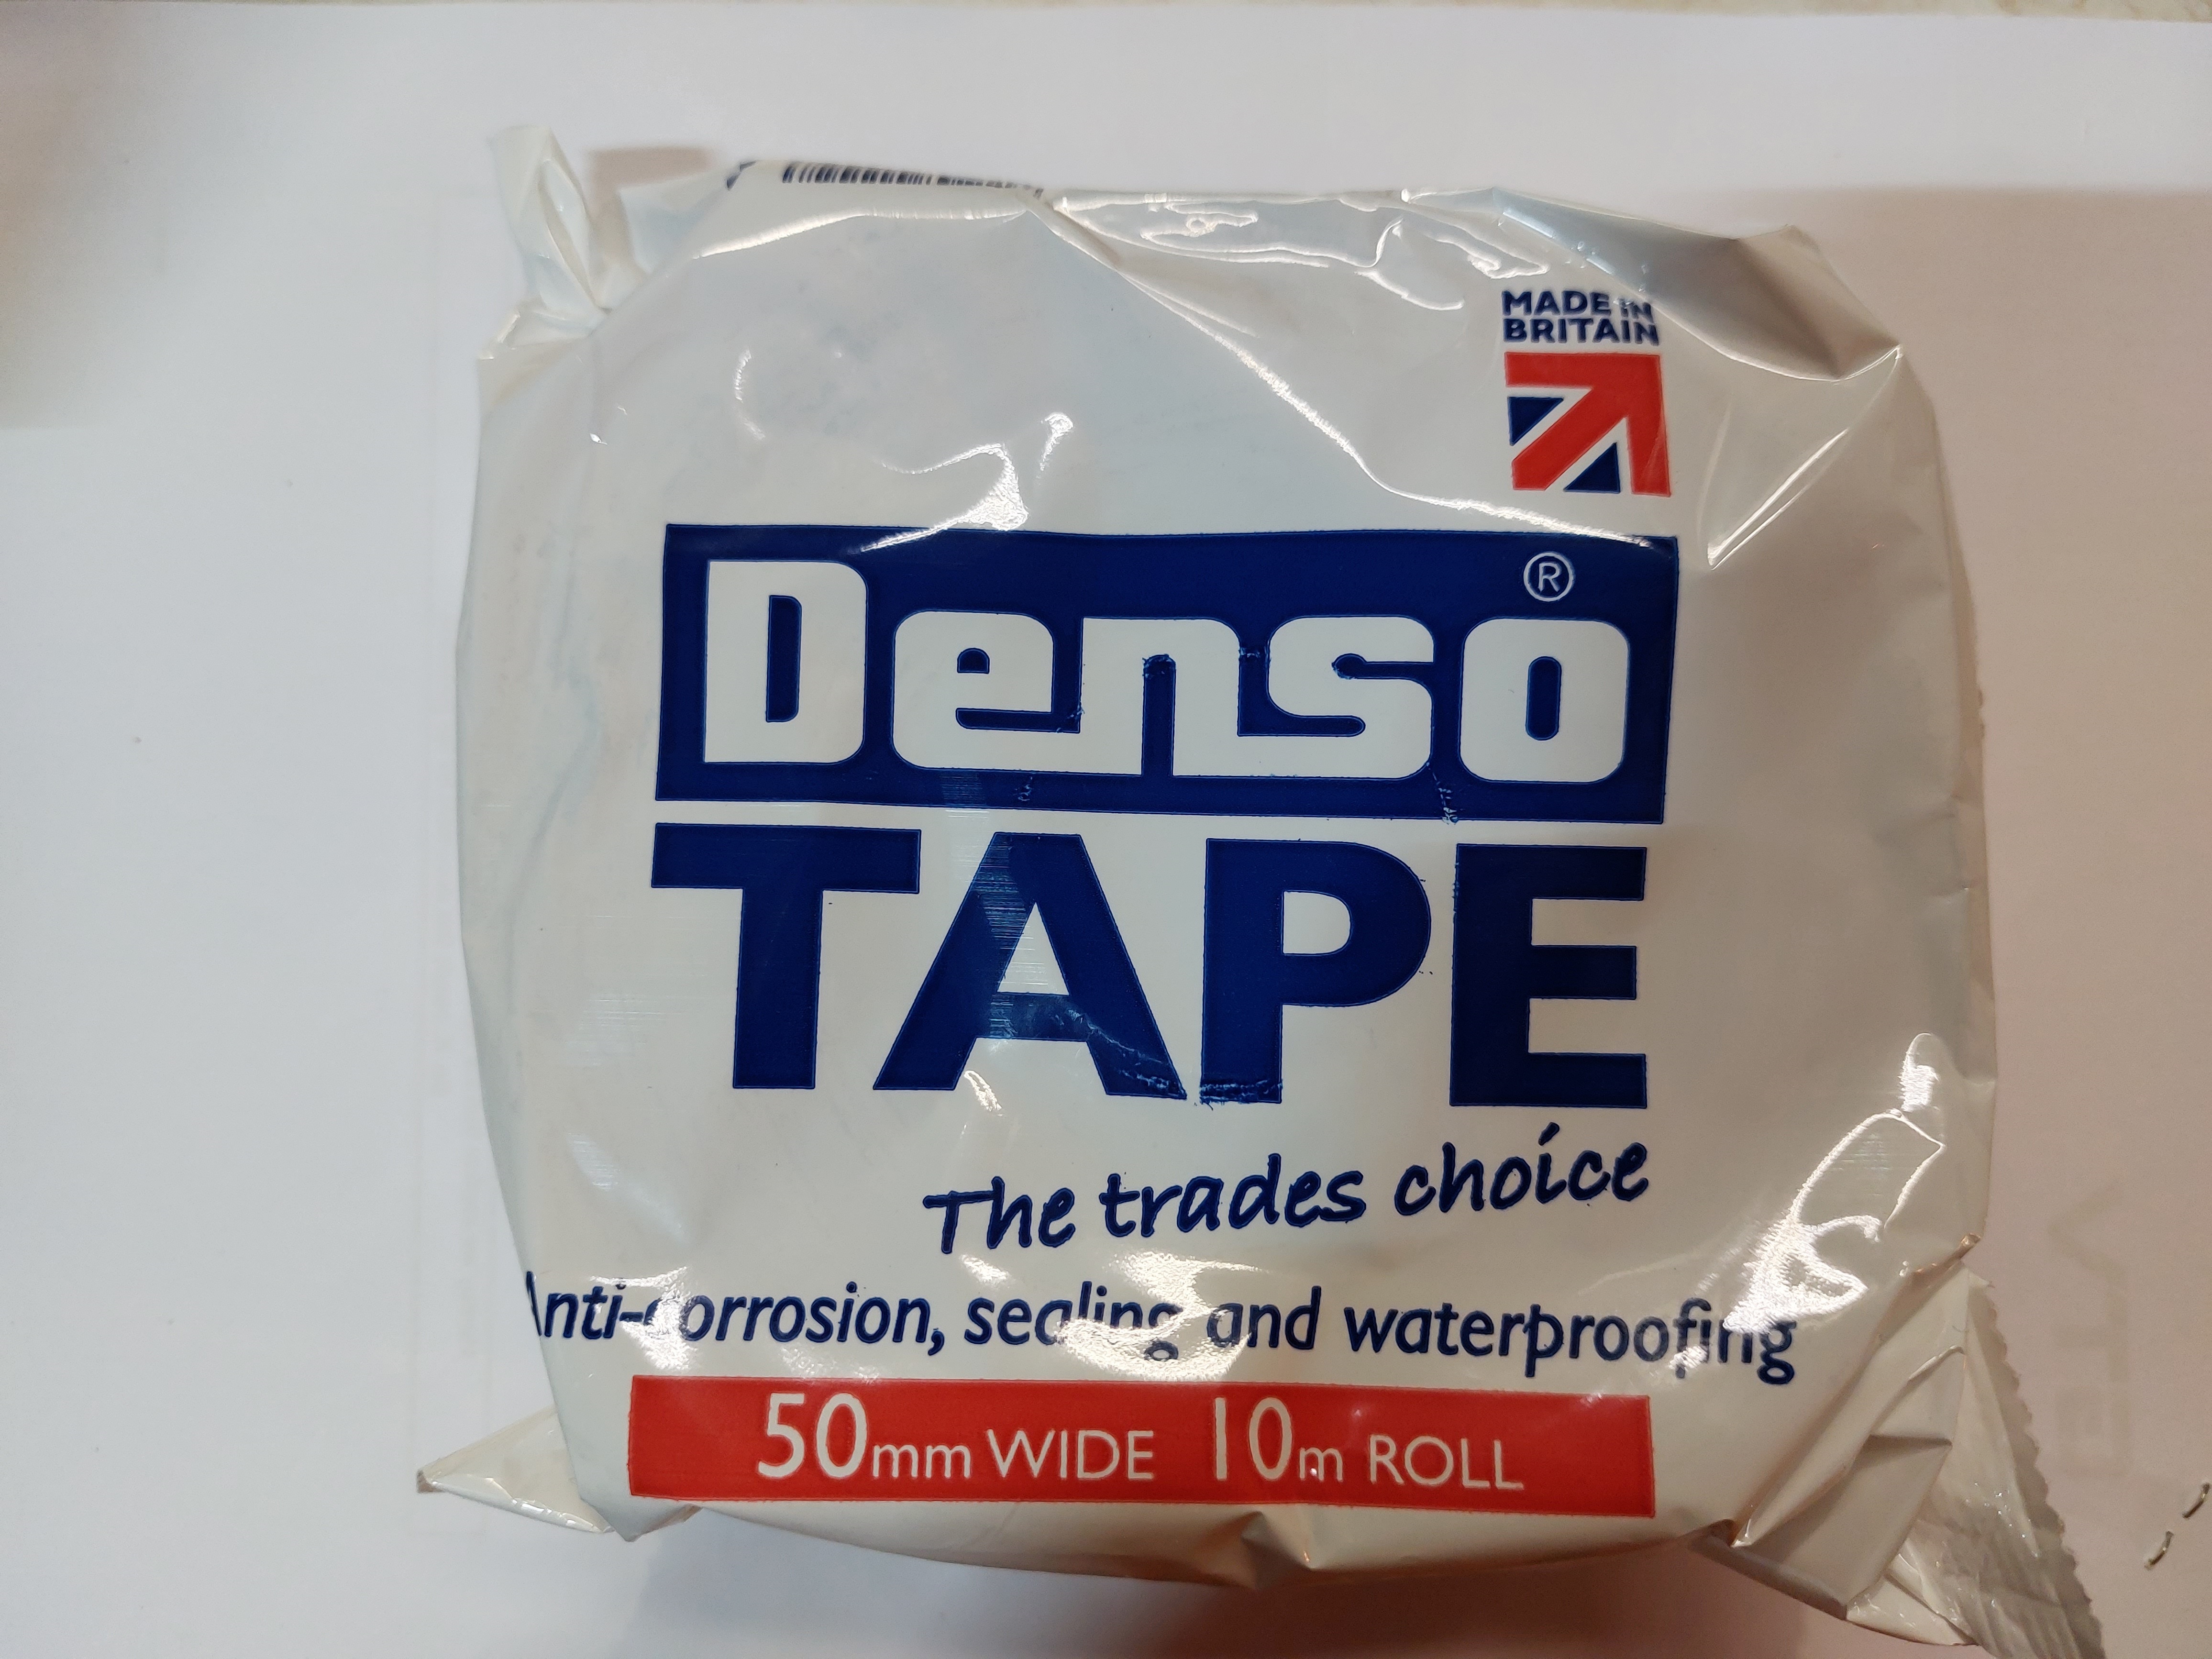 MADE IN
BRITAIN
Denso®
TAPE
The trades choice
Anti-corrosion, sealing and waterproofing
50mm WIDE 10m ROLL